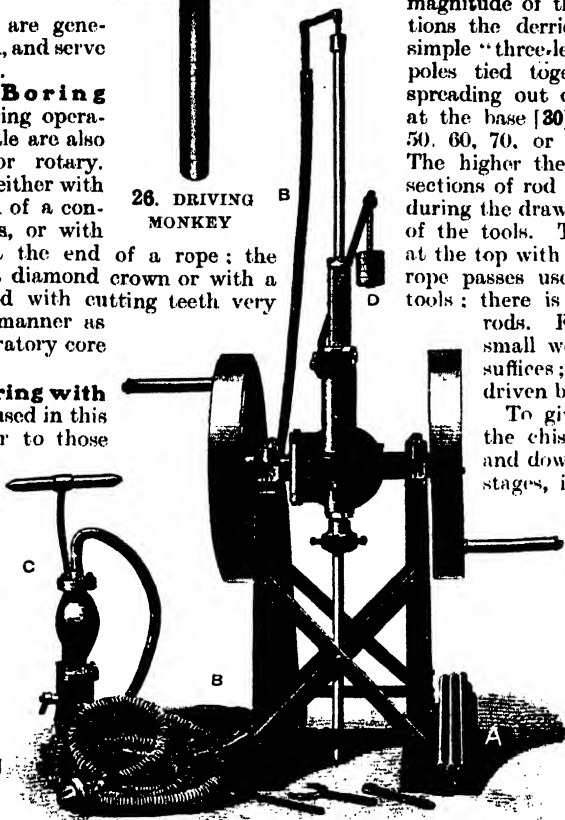 are gene-
, and serve
Boring
ing opera-
le are also
or rotary.
either with
of a con-
s, or with
the end of a rope; the
diamond crown or with a
d with cutting teeth very
manner as
ratory core
ring with
used in this
r to those
26. DRIVING
MONKEY
B
D
C
B
A
magnitude of th
tions the derric
simple "three-le
poles tied toge
spreading out o
at the base [30]
50, 60, 70, or
The higher the
sections of rod
during the draw
of the tools. T
at the top with
rope passes use
tools; there is
rods. F
small w
suffices;
driven b
To giv
the chis
and dow
stages, i